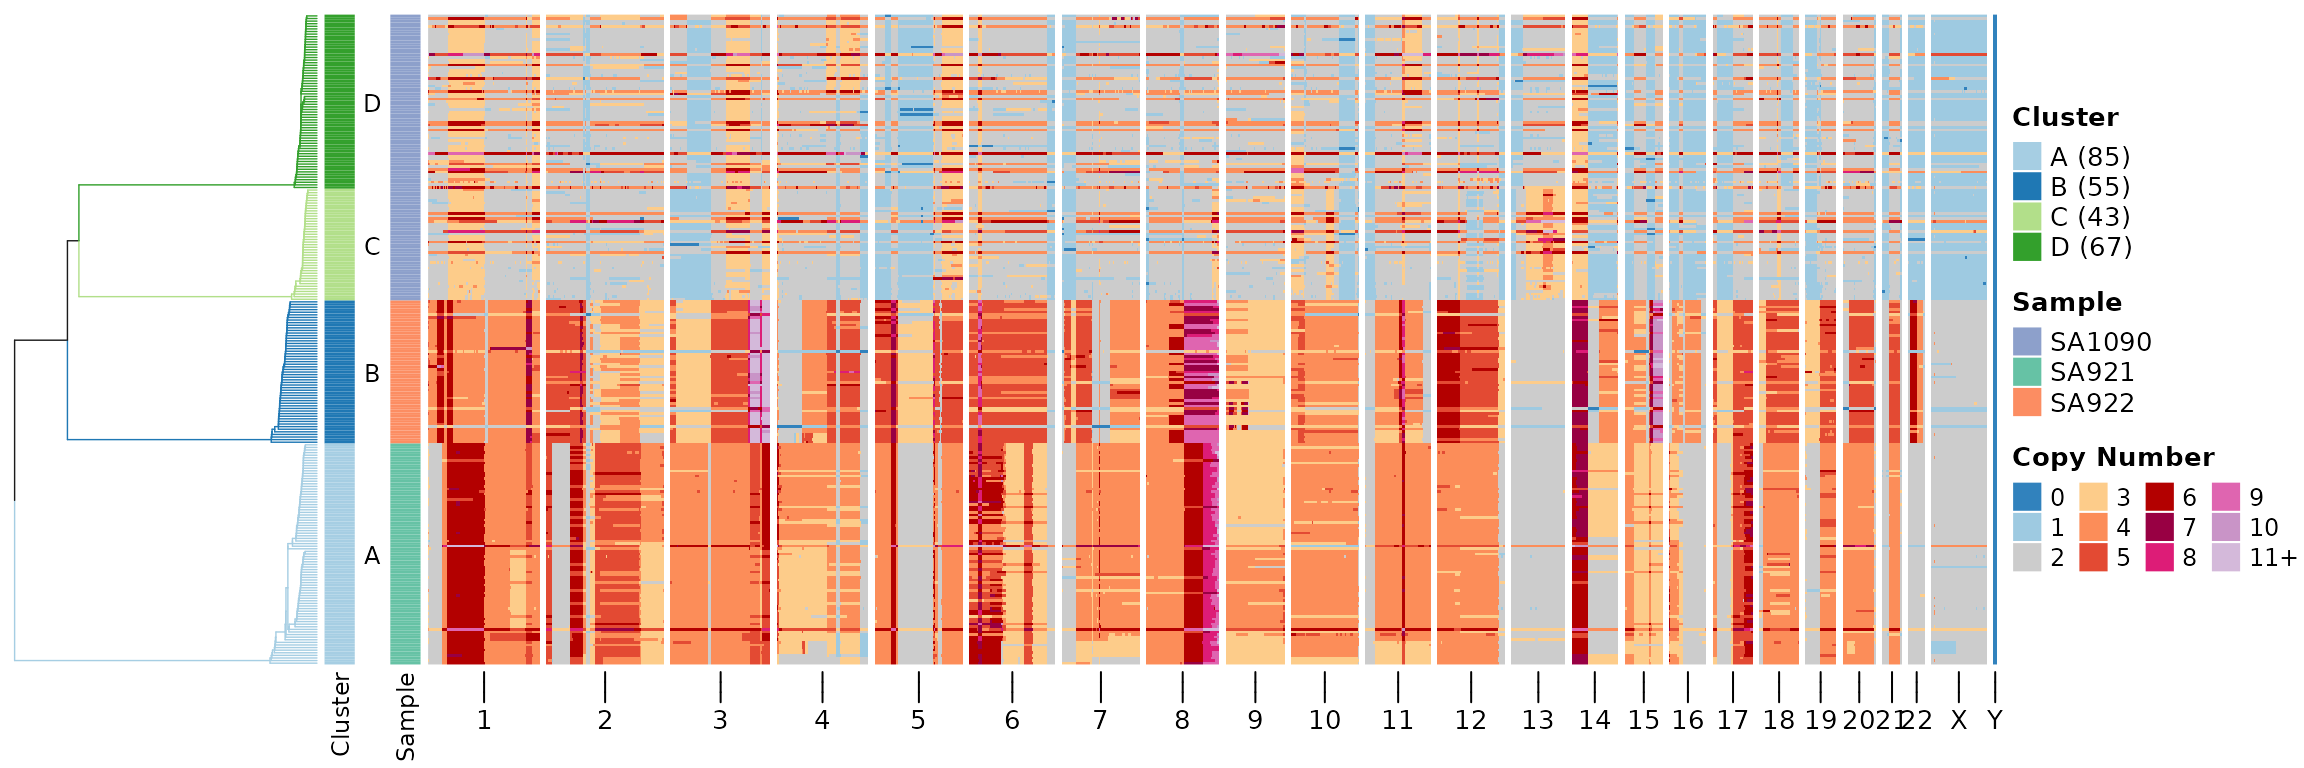 D
C
B
A
Cluster
Sample
1 2 3 4 5 6 7 8 9 10 11 12 13 14 15 16 17 18 19 20 21 22 X Y
Cluster
A (85)
B (55)
C (43)
D (67)
Sample
SA1090
SA921
SA922
Copy Number
0 3 6 9
1 4 7 10
2 5 8 11+